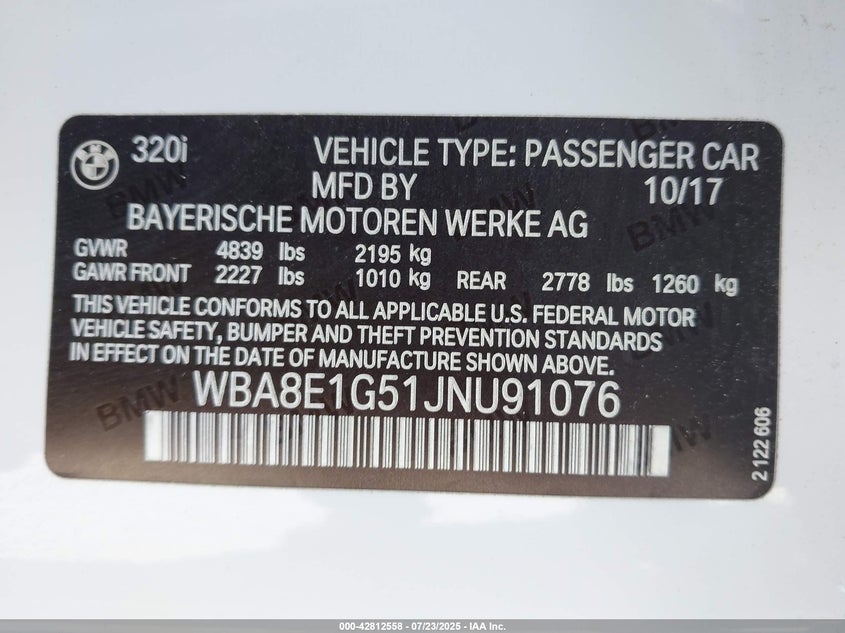 320i VEHICLE TYPE: PASSENGER CAR
MFD BY 10/17
BAYERISCHE MOTOREN WERKE AG
GVWR 4839 lbs 2195 kg
GAWR FRONT 2227 lbs 1010 kg REAR 2778 lbs 1260 kg
THIS VEHICLE CONFORMS TO ALL APPLICABLE U.S. FEDERAL MOTOR
VEHICLE SAFETY, BUMPER AND THEFT PREVENTION STANDARDS
IN EFFECT ON THE DATE OF MANUFACTURE SHOWN ABOVE.
WBA8E1G51JNU91076
2 122 606
000-42812558 - 07/23/2025 - IAA Inc.